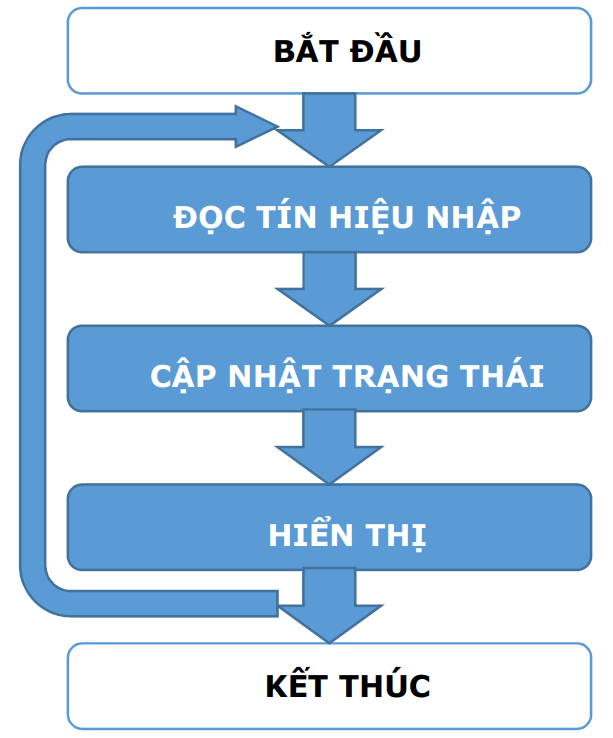 BẮT ĐẦU
ĐỌC TÍN HIỆU NHẬP
CẬP NHẬT TRẠNG THÁI
HIỂN THỊ
KẾT THÚC